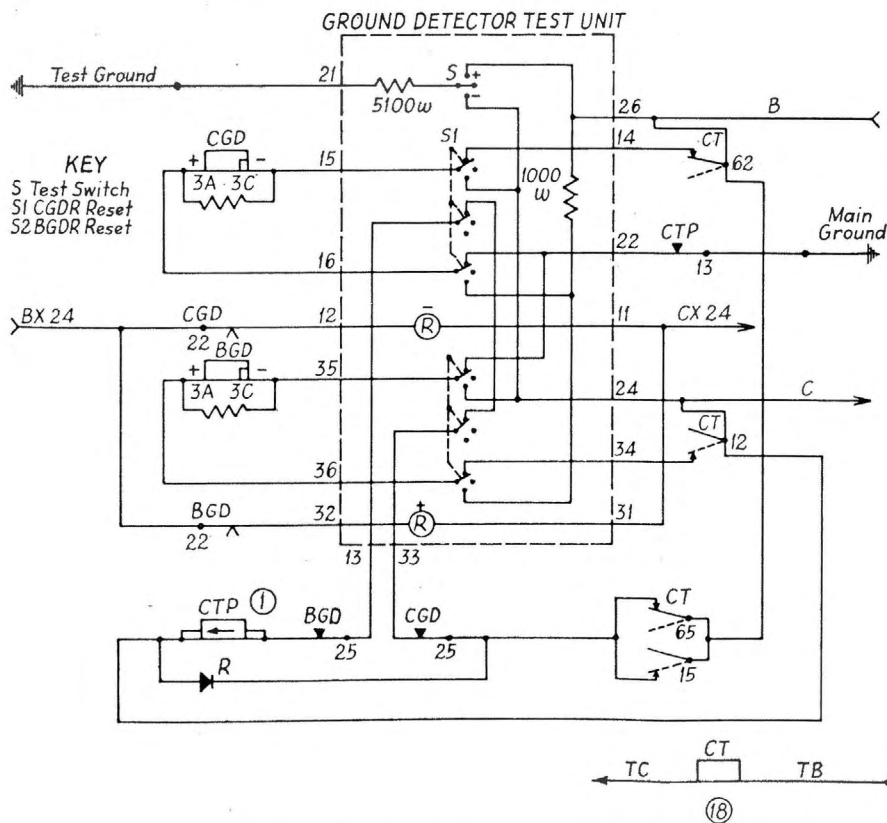 GROUND DETECTOR TEST UNIT
Test Ground
21
S
+
-
5100ω
26
B
CGD
S1
14
CT
+
-
15
3A
3C
62
KEY
S Test Switch
S1 CGDR Reset
S2 BGDR Reset
1000
ω
22
CTP
Main
Ground
13
16
BX 24
CGD
12
-
R
11
CX 24
22
BGD
+
-
35
3A
3C
24
C
CT
12
34
36
BGD
32
+
R
31
22
13
33
CTP
1
BGD
CGD
CT
25
25
65
R
15
TC
CT
TB
18